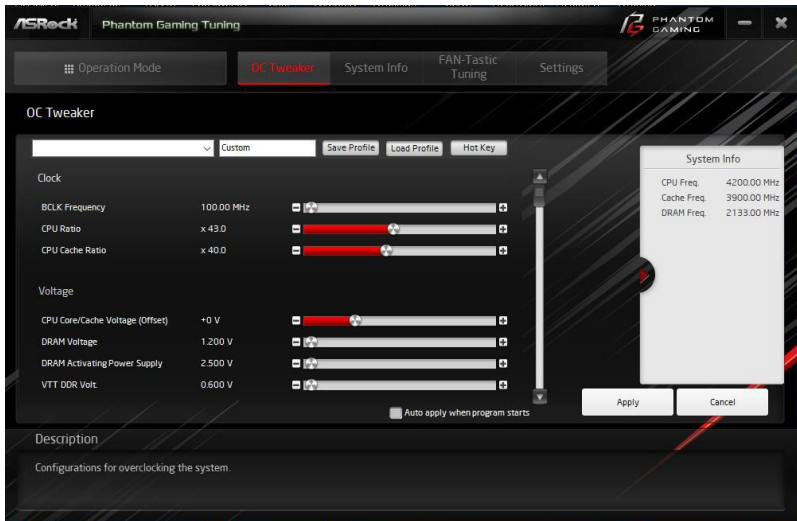 ASRock
Phantom Gaming Tuning
PHANTOM
GAMING
Operation Mode
OC Tweaker
System Info
FAN-Tastic
Tuning
Settings
OC Tweaker
Custom
Save Profile
Load Profile
Hot Key
System Info
CPU Freq. 4200.00 MHz
Cache Freq. 3900.00 MHz
DRAM Freq. 2133.00 MHz
Clock
BCLK Frequency 100.00 MHz
CPU Ratio x 43.0
CPU Cache Ratio x 40.0
Voltage
CPU Core/Cache Voltage (Offset) +0 V
DRAM Voltage 1.200 V
DRAM Activating Power Supply 2.500 V
VTT DDR Volt. 0.600 V
Auto apply when program starts
Apply
Cancel
Description
Configurations for overclocking the system.